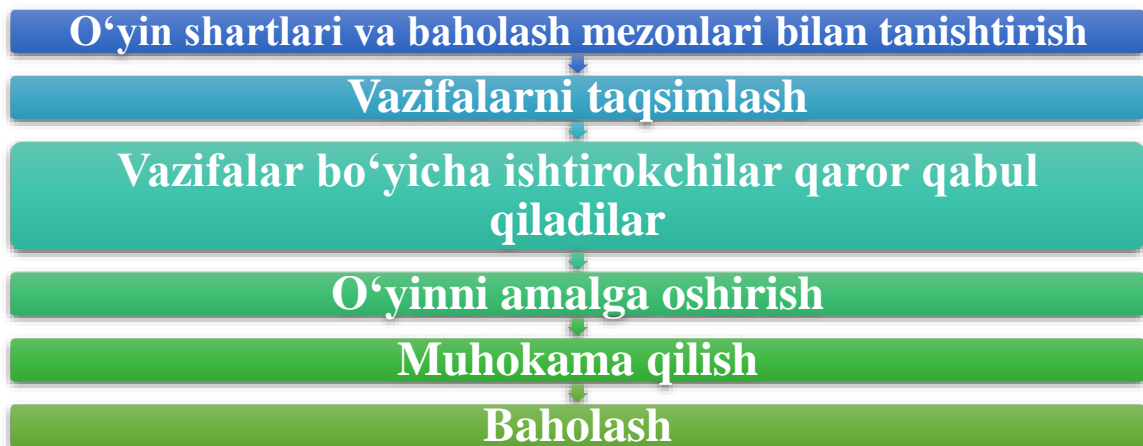 O‘yin shartlari va baholash mezonlari bilan tanishtirish
Vazifalarni taqsimlash
Vazifalar bo‘yicha ishtirokchilar qaror qabul
qiladilar
O‘yinni amalga oshirish
Muhokama qilish
Baholash